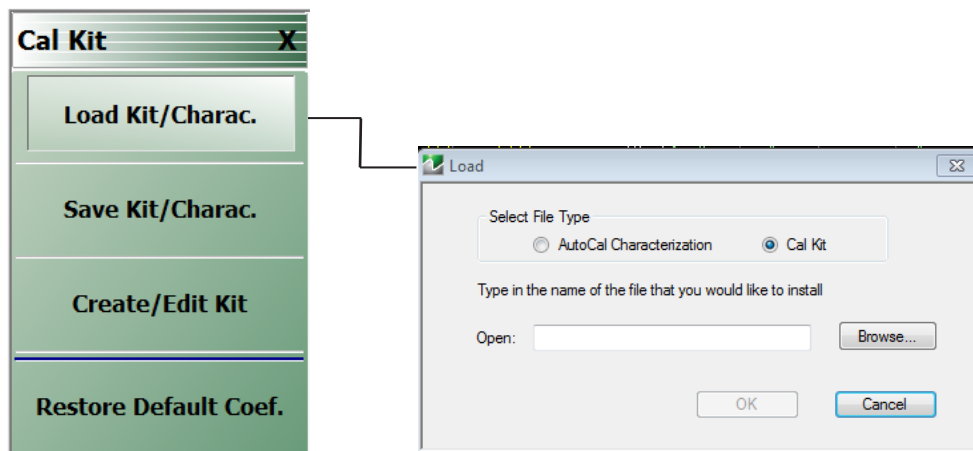 Cal Kit X
Load Kit/Charac.
Save Kit/Charac.
Create/Edit Kit
Restore Default Coef.
Load
Select File Type
AutoCal Characterization Cal Kit
Type in the name of the file that you would like to install
Open: Browse...
OK Cancel